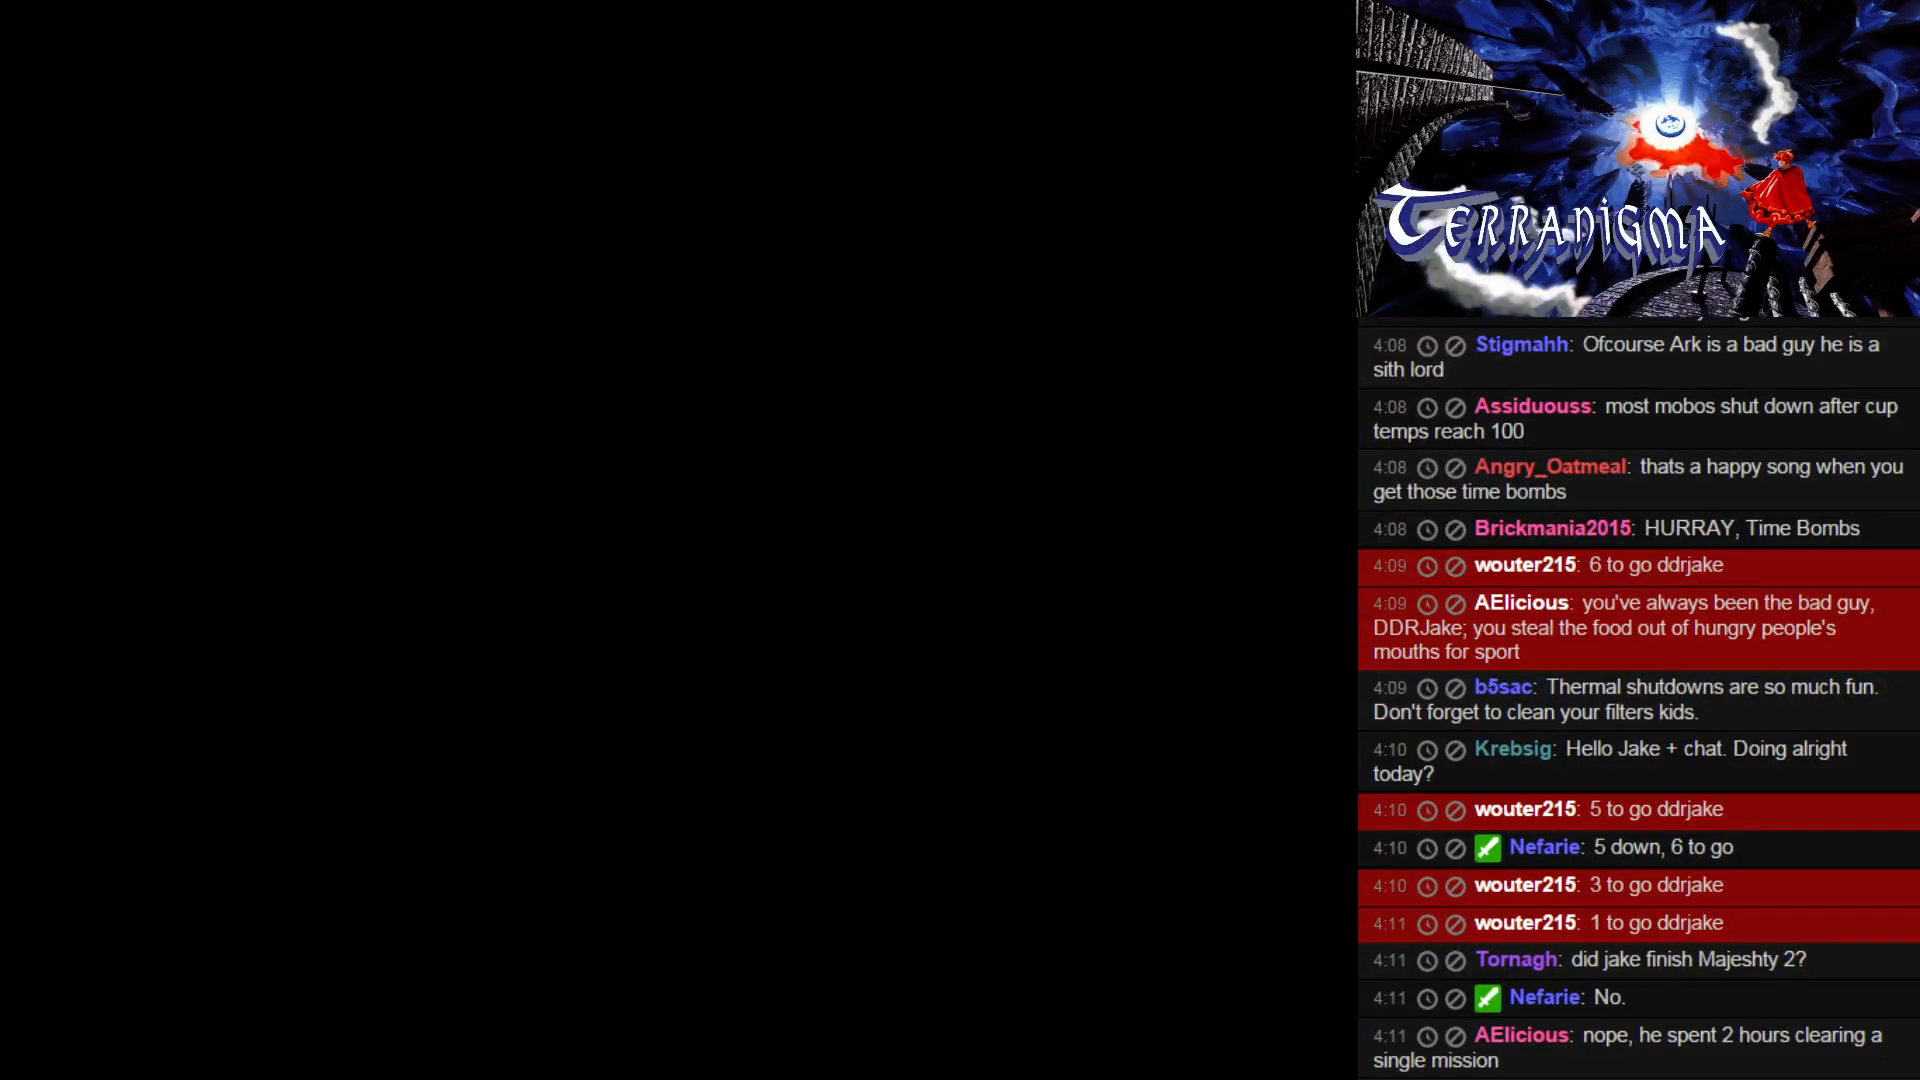 TERRANIGMA
4:08 Stigmahh: Ofcourse Ark is a bad guy he is a
sith lord
4:08 Assiduouss: most mobos shut down after cup
temps reach 100
4:08 Angry_Oatmeal: thats a happy song when you
get those time bombs
4:08 Brickmania2015: HURRAY, Time Bombs
4:09 wouter215: 6 to go ddrjake
4:09 AElicious: you've always been the bad guy,
DDRJake; you steal the food out of hungry people's
mouths for sport
4:09 b5sac: Thermal shutdowns are so much fun.
Don't forget to clean your filters kids.
4:10 Krebsig: Hello Jake + chat. Doing alright
today?
4:10 wouter215: 5 to go ddrjake
4:10 Nefarie: 5 down, 6 to go
4:10 wouter215: 3 to go ddrjake
4:11 wouter215: 1 to go ddrjake
4:11 Tornagh: did jake finish Majeshty 2?
4:11 Nefarie: No.
4:11 AElicious: nope, he spent 2 hours clearing a
single mission